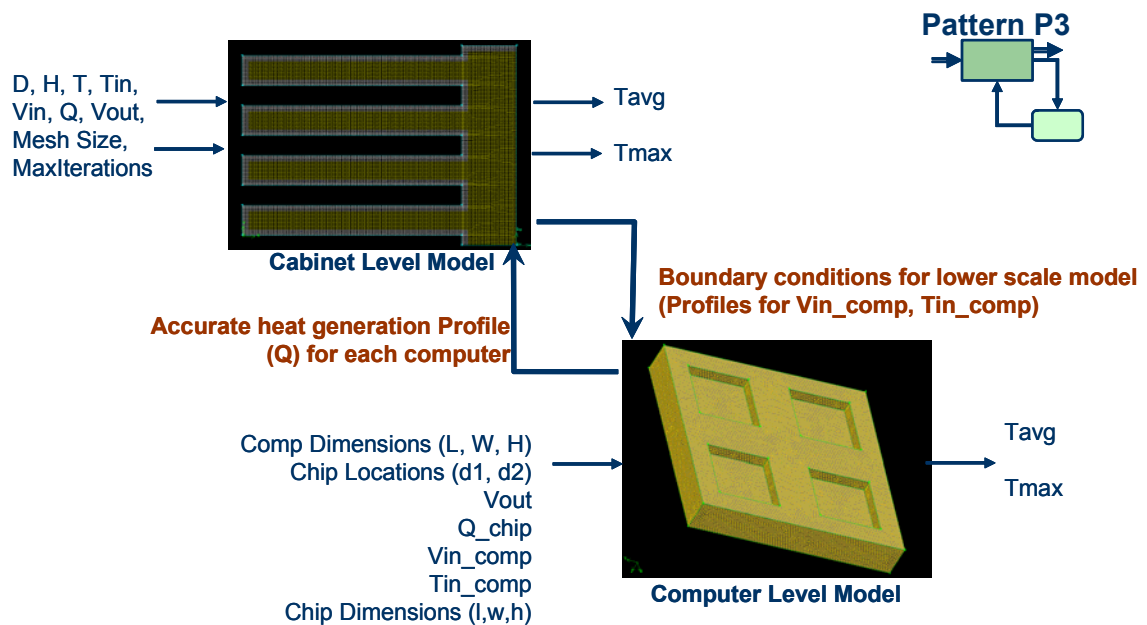 Pattern P3
D, H, T, Tin,
Vin, Q, Vout,
Mesh Size,
MaxIterations
Tavg
Tmax
Cabinet Level Model
Boundary conditions for lower scale model
(Profiles for Vin_comp, Tin_comp)
Accurate heat generation Profile
(Q) for each computer
Comp Dimensions (L, W, H)
Chip Locations (d1, d2)
Vout
Q_chip
Vin_comp
Tin_comp
Chip Dimensions (l,w,h)
Tavg
Tmax
Computer Level Model